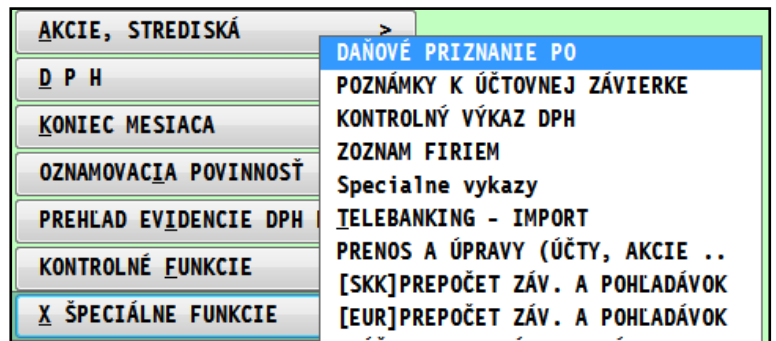 AKCIE, STREDISKÁ >
D P H
KONIEC MESIACA
OZNAMOVACIA POVINNOSŤ
PREHĽAD EVIDENCIE DPH
KONTROLNÉ FUNKCIE
X ŠPECIÁLNE FUNKCIE
DAŇOVÉ PRIZNANIE PO
POZNÁMKY K ÚČTOVNEJ ZÁVIERKE
KONTROLNÝ VÝKAZ DPH
ZOZNAM FIRIEM
Specialne vykazy
TELEBANKING - IMPORT
PRENOS A ÚPRAVY (ÚČTY, AKCIE ..
[SKK]PREPOČET ZÁV. A POHĽADÁVOK
[EUR]PREPOČET ZÁV. A POHĽADÁVOK